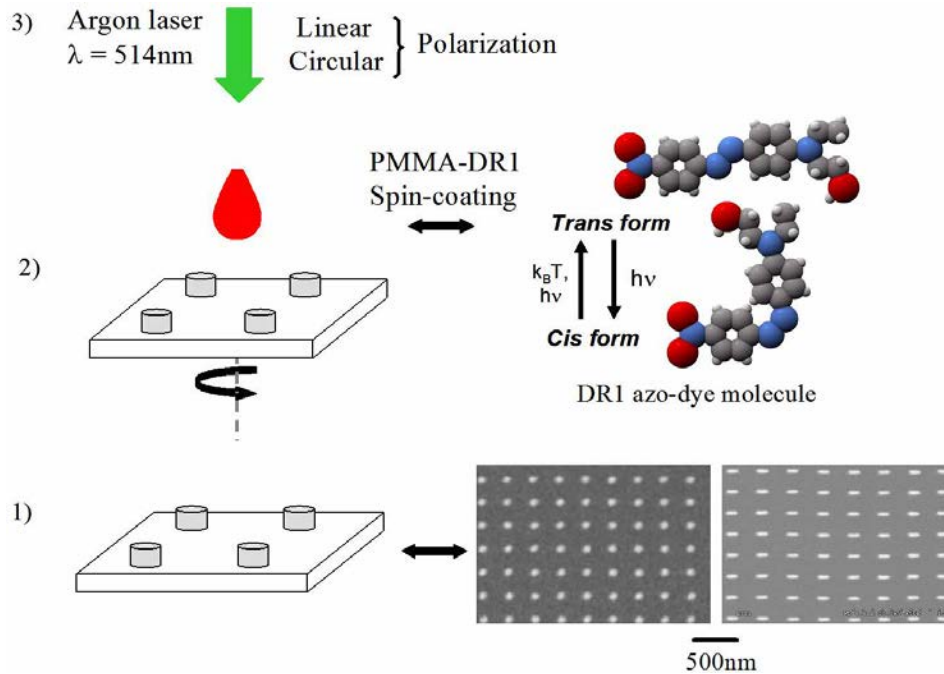 3)
Argon laser
λ = 514nm
Linear
Circular
Polarization
PMMA-DR1
Spin-coating
Trans form
k_BT,
hν
hν
Cis form
DR1 azo-dye molecule
2)
1)
500nm